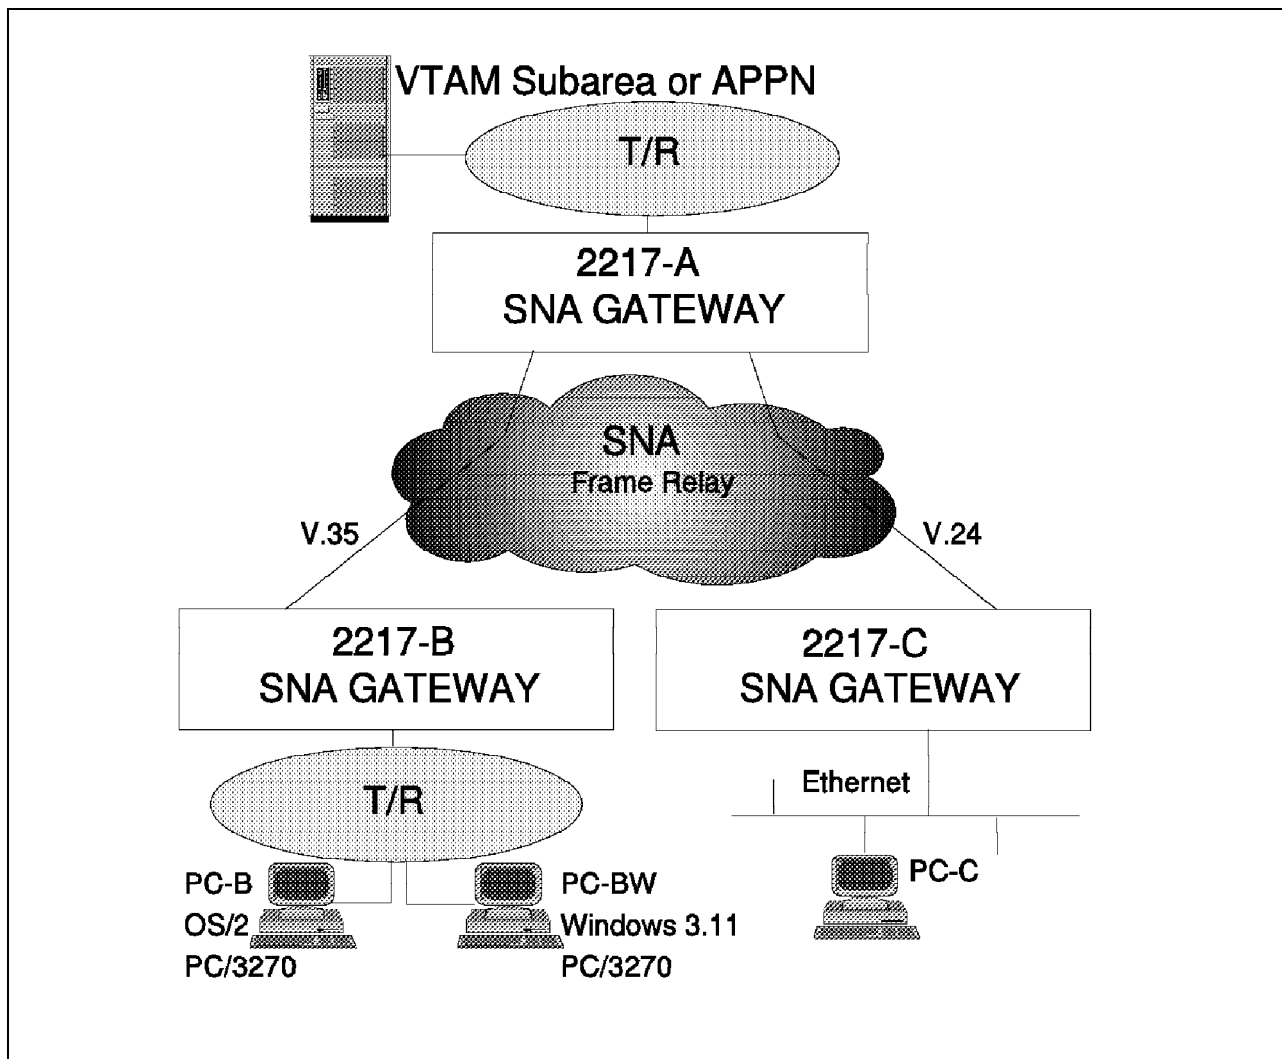 VTAM Subarea or APPN
T/R
2217-A
SNA GATEWAY
SNA
Frame Relay
V.35
V.24
2217-B
SNA GATEWAY
2217-C
SNA GATEWAY
T/R
Ethernet
PC-B
OS/2
PC/3270
PC-BW
Windows 3.11
PC/3270
PC-C